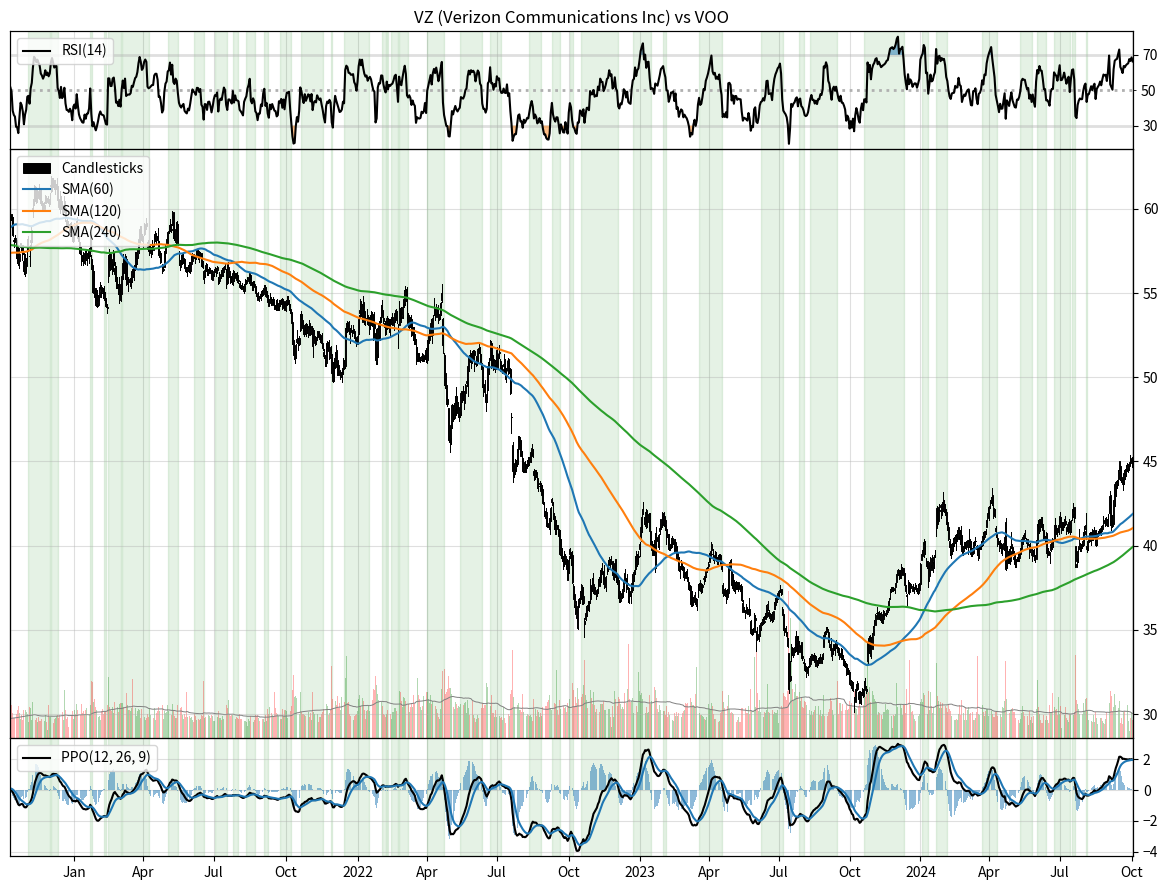 VZ (Verizon Communications Inc) vs VOO
RSI(14)
70
50
30
Candlesticks
SMA(60)
SMA(120)
SMA(240)
60
55
50
45
40
35
30
PPO(12, 26, 9)
2
0
−2
−4
Jan Apr Jul Oct 2022 Apr Jul Oct 2023 Apr Jul Oct 2024 Apr Jul Oct